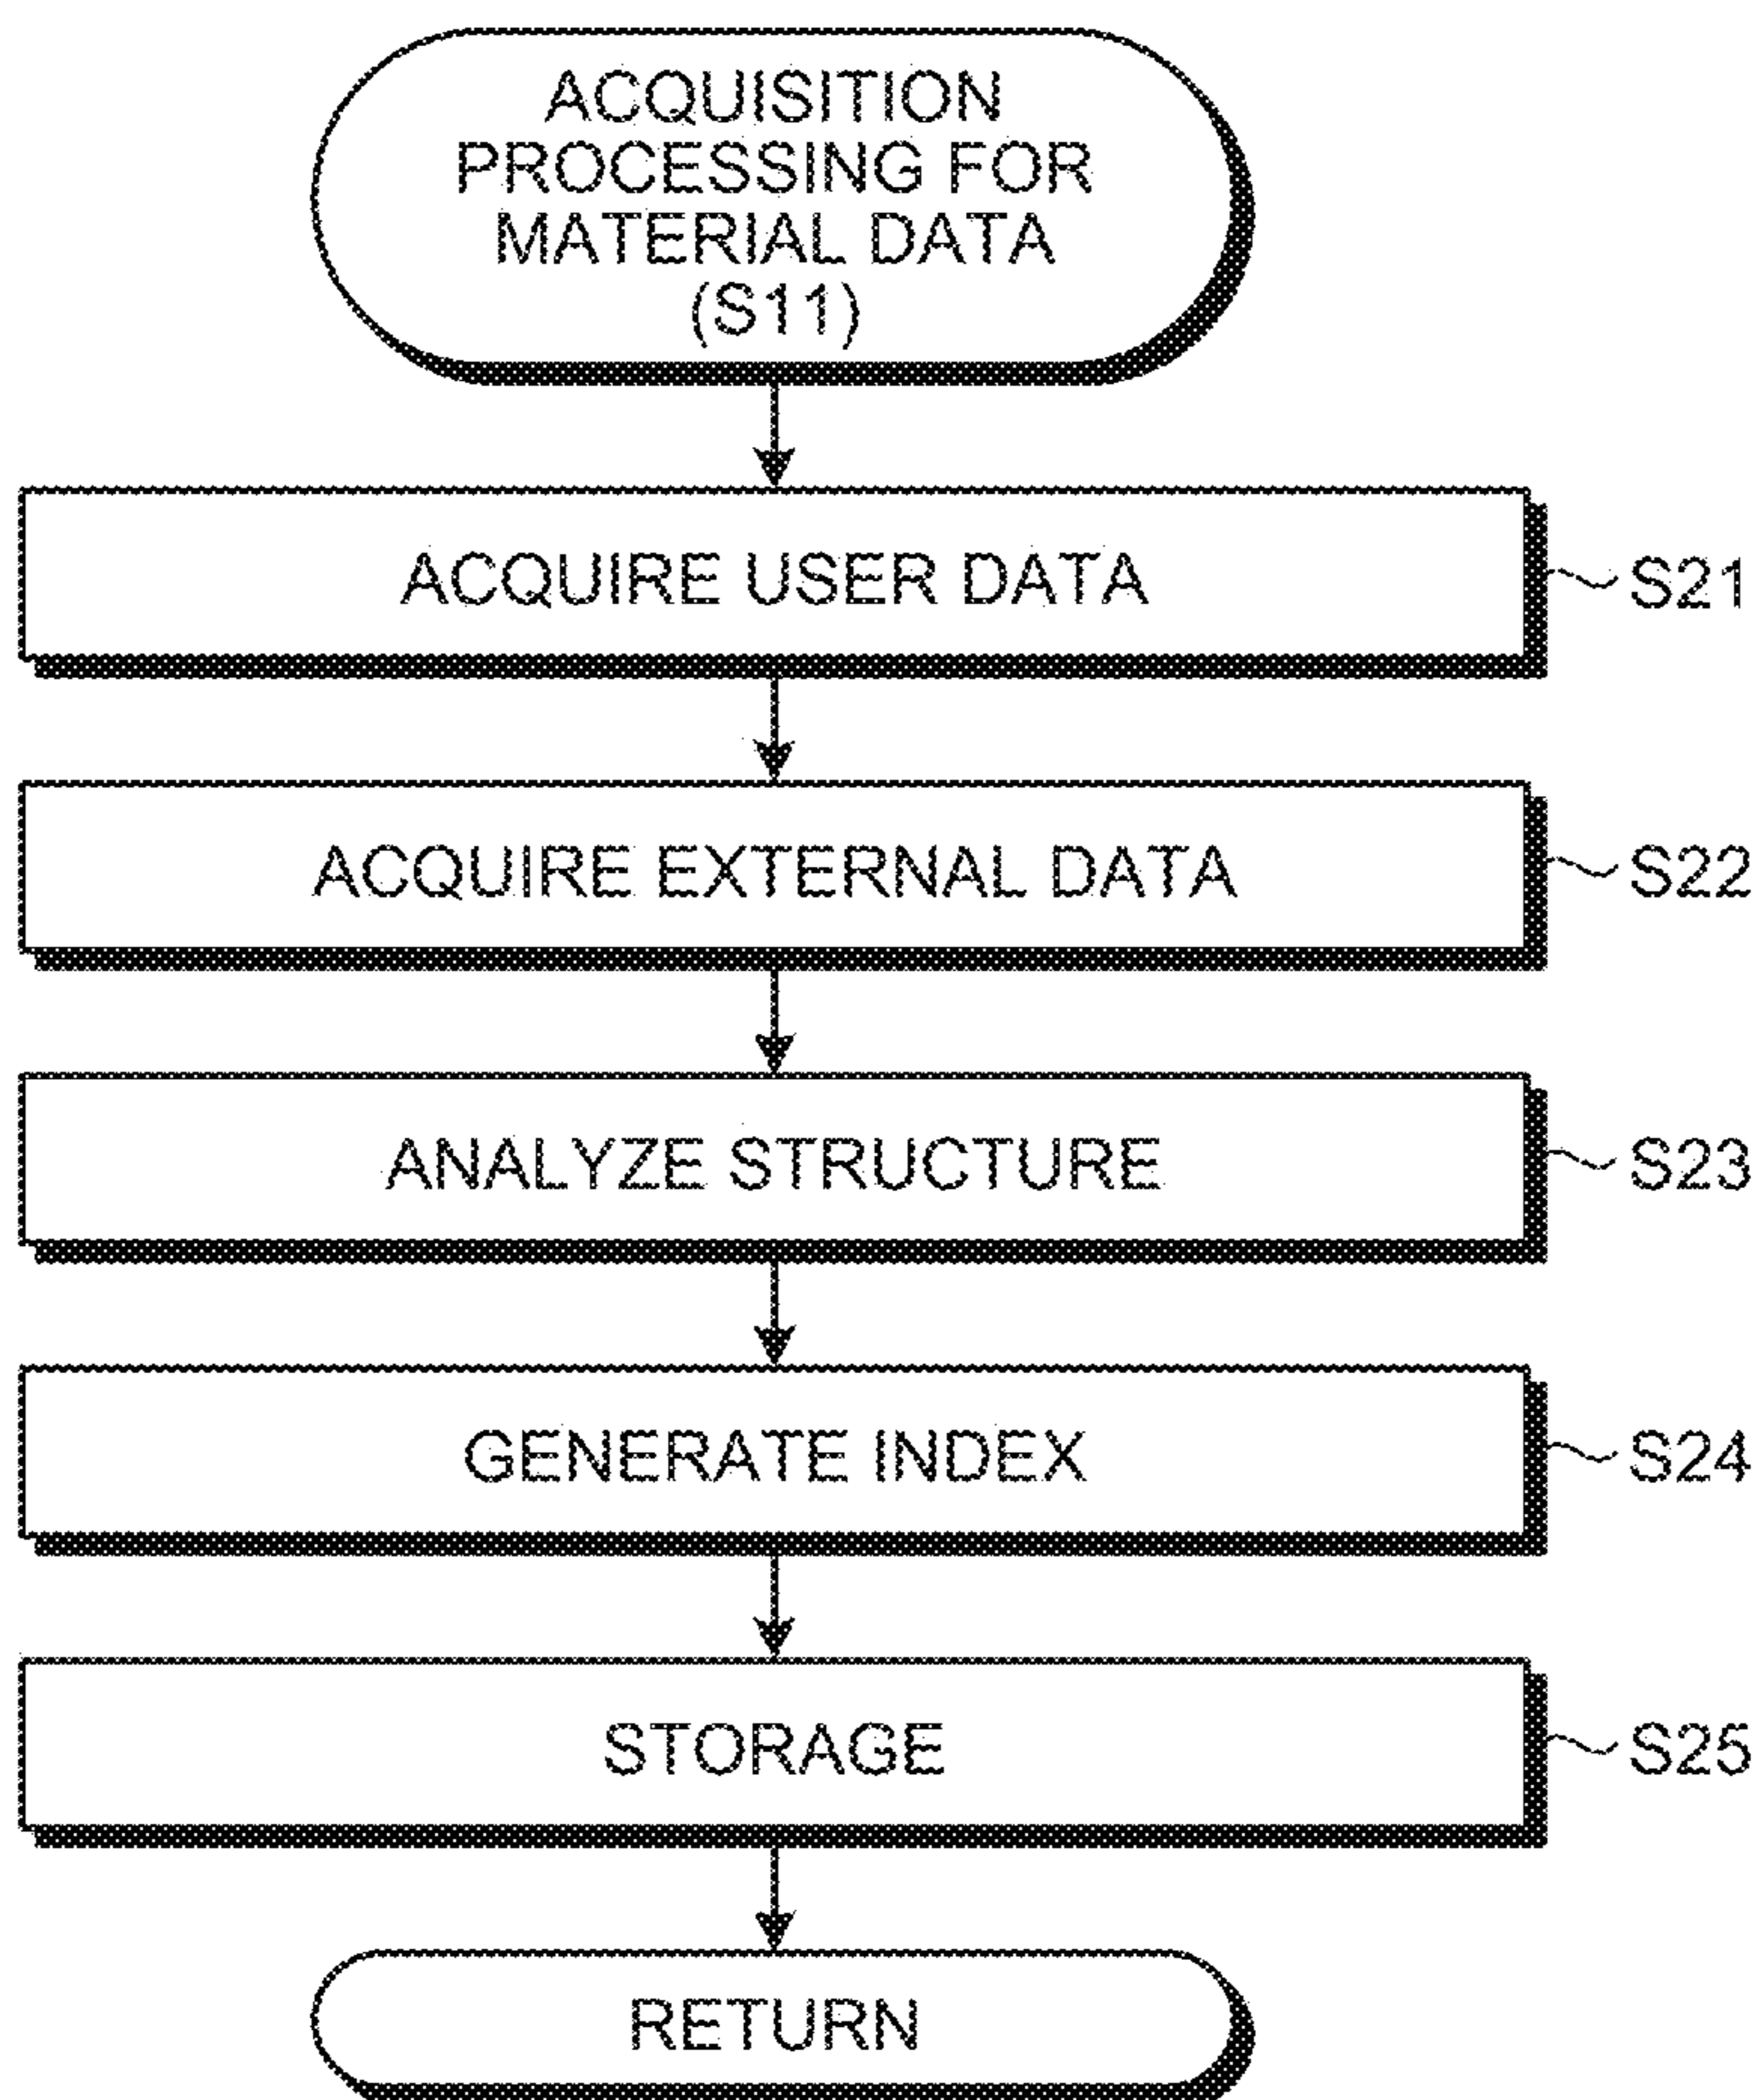 ACQUISITION
PROCESSING FOR
MATERIAL DATA
(S11)
ACQUIRE USER DATA
S21
ACQUIRE EXTERNAL DATA
S22
ANALYZE STRUCTURE
S23
GENERATE INDEX
S24
STORAGE
S25
RETURN